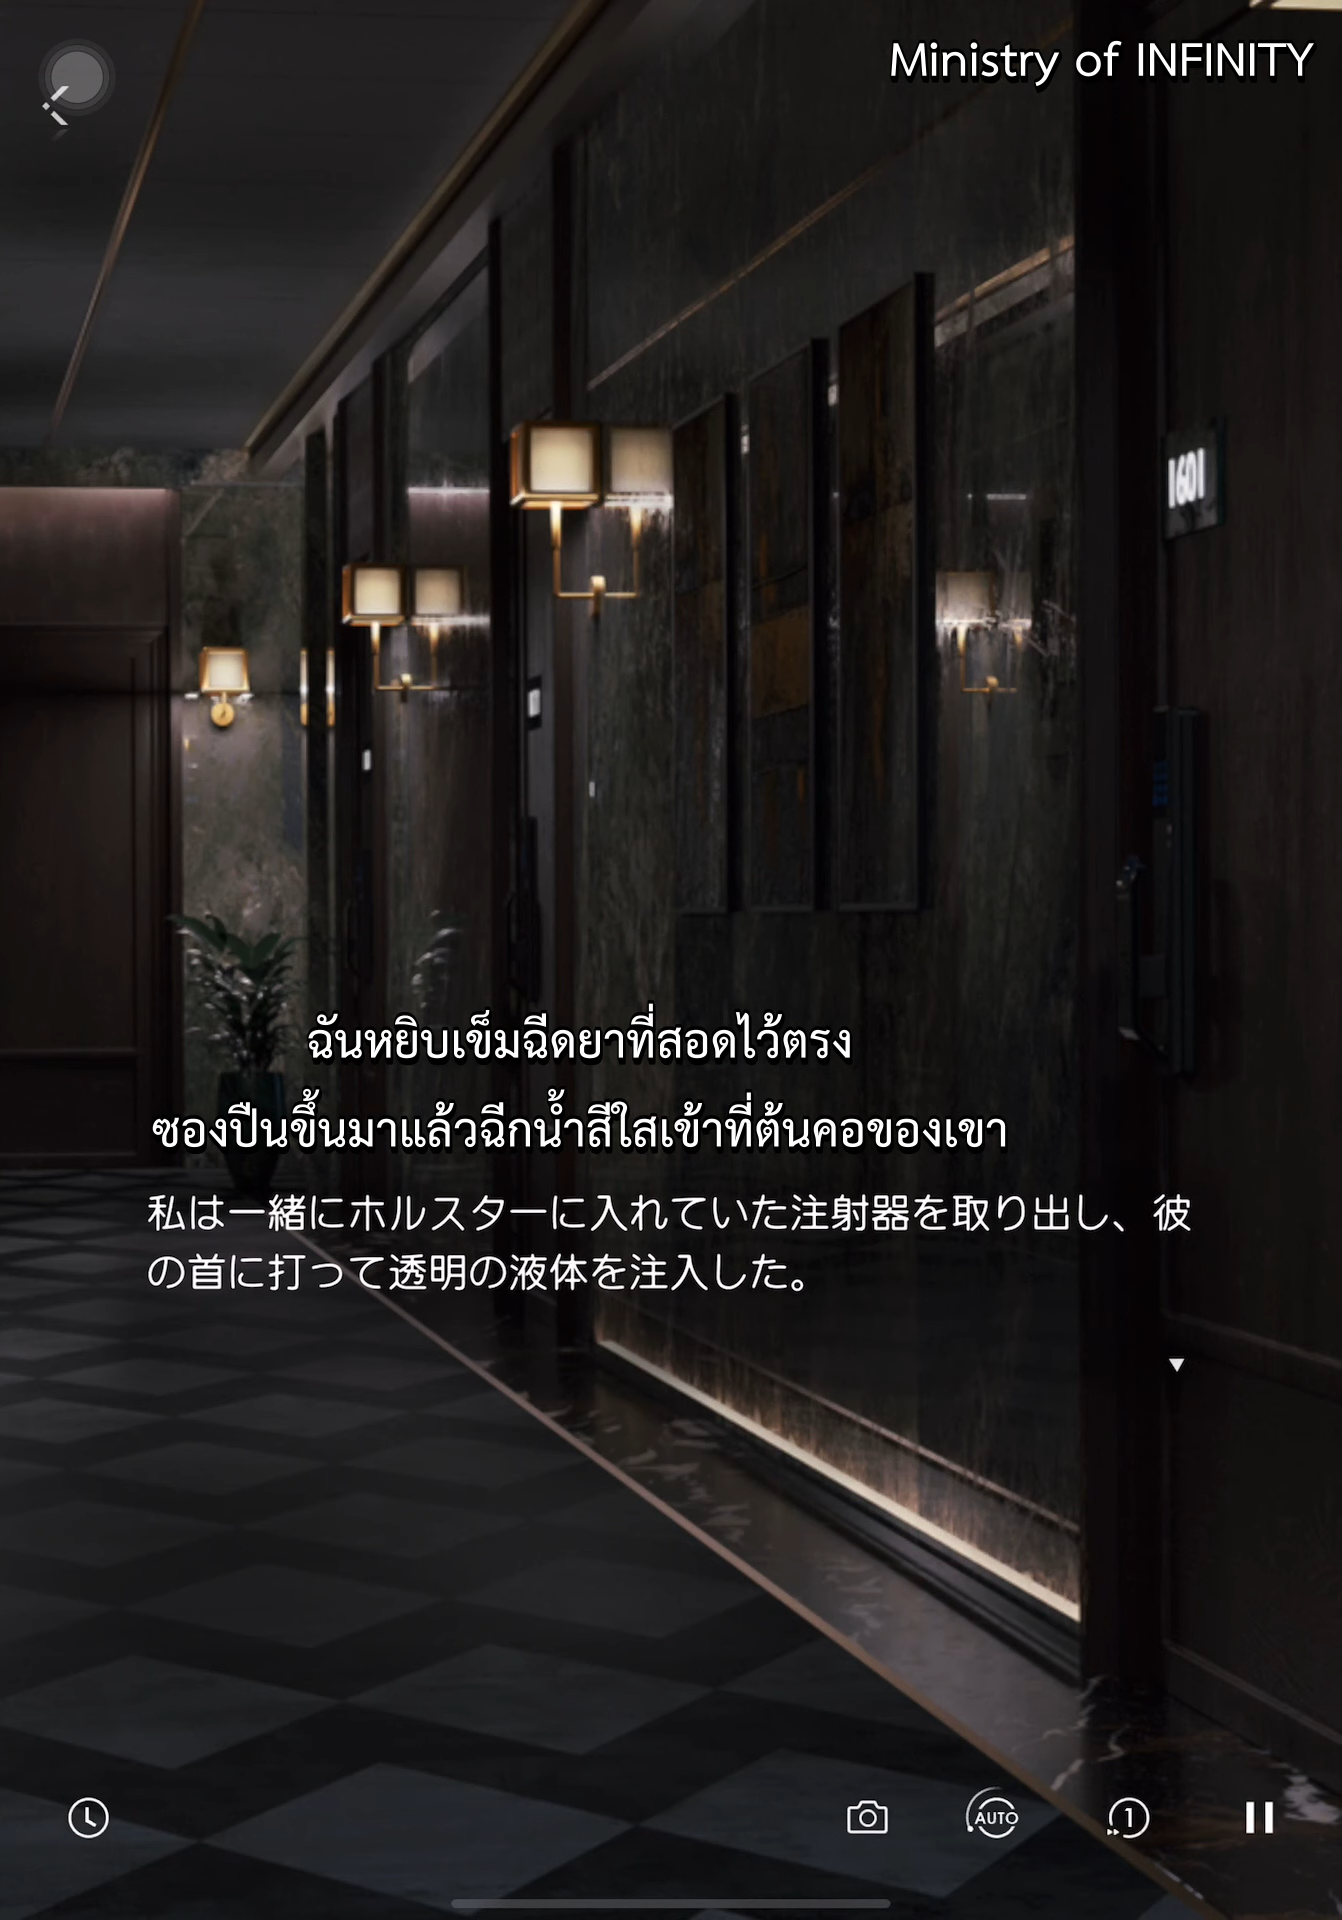 Ministry of INFINITY
1601
ฉันหยิบเข็มฉีดยาที่สอดไว้ตรง
ซองปืนขึ้นมาแล้วฉีกน้ำสีใสเข้าที่ต้นคอของเขา
私は一緒にホルスターに入れていた注射器を取り出し、彼
の首に打って透明の液体を注入した。
AUTO
1